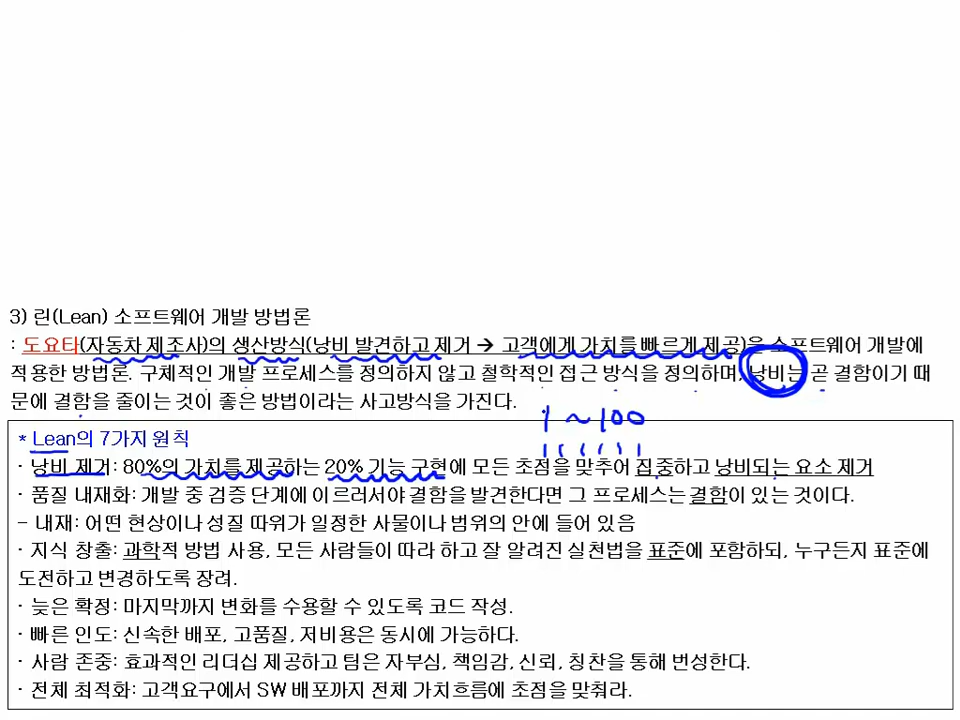 3) 린(Lean) 소프트웨어 개발 방법론
: 도요타(자동차 제조사)의 생산방식(낭비 발견하고 제거 → 고객에게 가치를 빠르게 제공)을 소프트웨어 개발에
적용한 방법론. 구체적인 개발 프로세스를 정의하지 않고 철학적인 접근 방식을 정의하며, 낭비는 곧 결함이기 때
문에 결함을 줄이는 것이 좋은 방법이라는 사고방식을 가진다.
1 ~ 100
* Lean의 7가지 원칙
· 낭비 제거: 80%의 가치를 제공하는 20% 기능 구현에 모든 초점을 맞추어 집중하고 낭비되는 요소 제거
· 품질 내재화: 개발 중 검증 단계에 이르러서야 결함을 발견한다면 그 프로세스는 결함이 있는 것이다.
- 내재: 어떤 현상이나 성질 따위가 일정한 사물이나 범위의 안에 들어 있음
· 지식 창출: 과학적 방법 사용, 모든 사람들이 따라 하고 잘 알려진 실천법을 표준에 포함하되, 누구든지 표준에
도전하고 변경하도록 장려.
· 늦은 확정: 마지막까지 변화를 수용할 수 있도록 코드 작성.
· 빠른 인도: 신속한 배포, 고품질, 저비용은 동시에 가능하다.
· 사람 존중: 효과적인 리더십 제공하고 팀은 자부심, 책임감, 신뢰, 칭찬을 통해 번성한다.
· 전체 최적화: 고객요구에서 SW 배포까지 전체 가치흐름에 초점을 맞춰라.